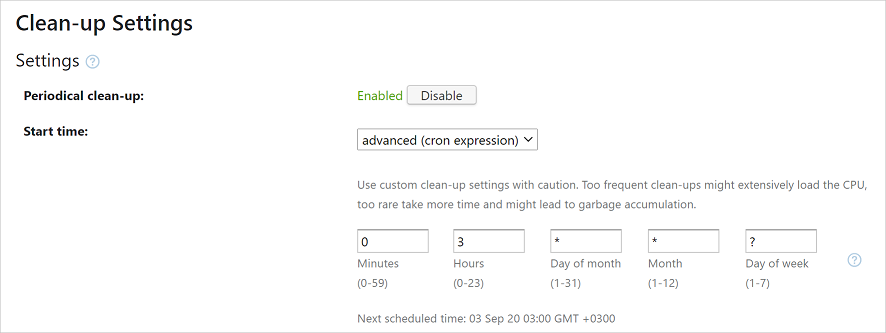 Clean-up Settings
Settings ?
Periodical clean-up: Enabled Disable
Start time: advanced (cron expression)
Use custom clean-up settings with caution. Too frequent clean-ups might extensively load the CPU,
too rare take more time and might lead to garbage accumulation.
0 3 * * ?
Minutes Hours Day of month Month Day of week ?
(0-59) (0-23) (1-31) (1-12) (1-7)
Next scheduled time: 03 Sep 20 03:00 GMT +0300